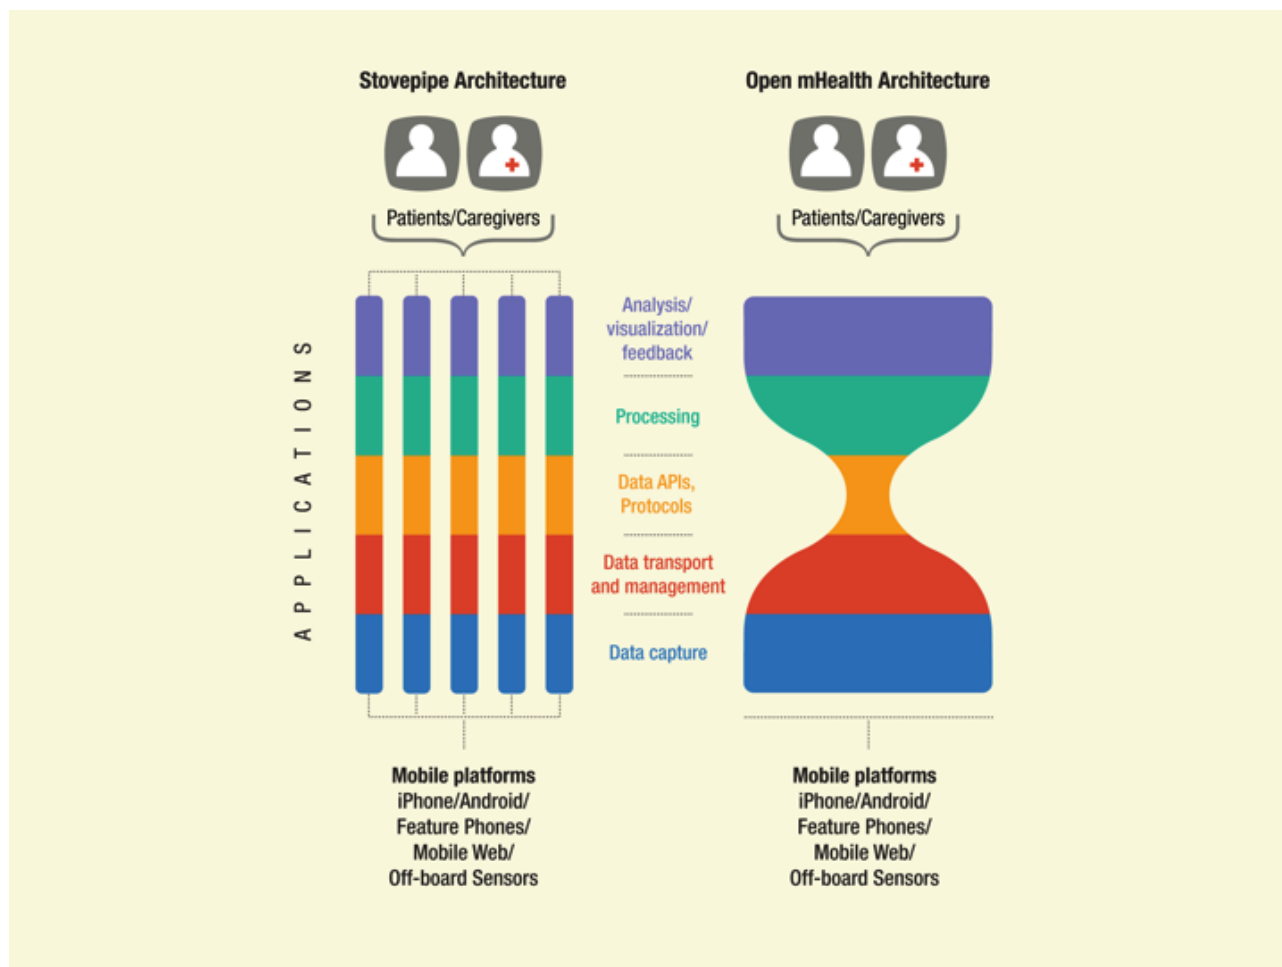 Stovepipe Architecture
Open mHealth Architecture
Patients/Caregivers
Patients/Caregivers
APPLICATIONS
Analysis/
visualization/
feedback
Processing
Data APIs,
Protocols
Data transport
and management
Data capture
Mobile platforms
iPhone/Android/
Feature Phones/
Mobile Web/
Off-board Sensors
Mobile platforms
iPhone/Android/
Feature Phones/
Mobile Web/
Off-board Sensors